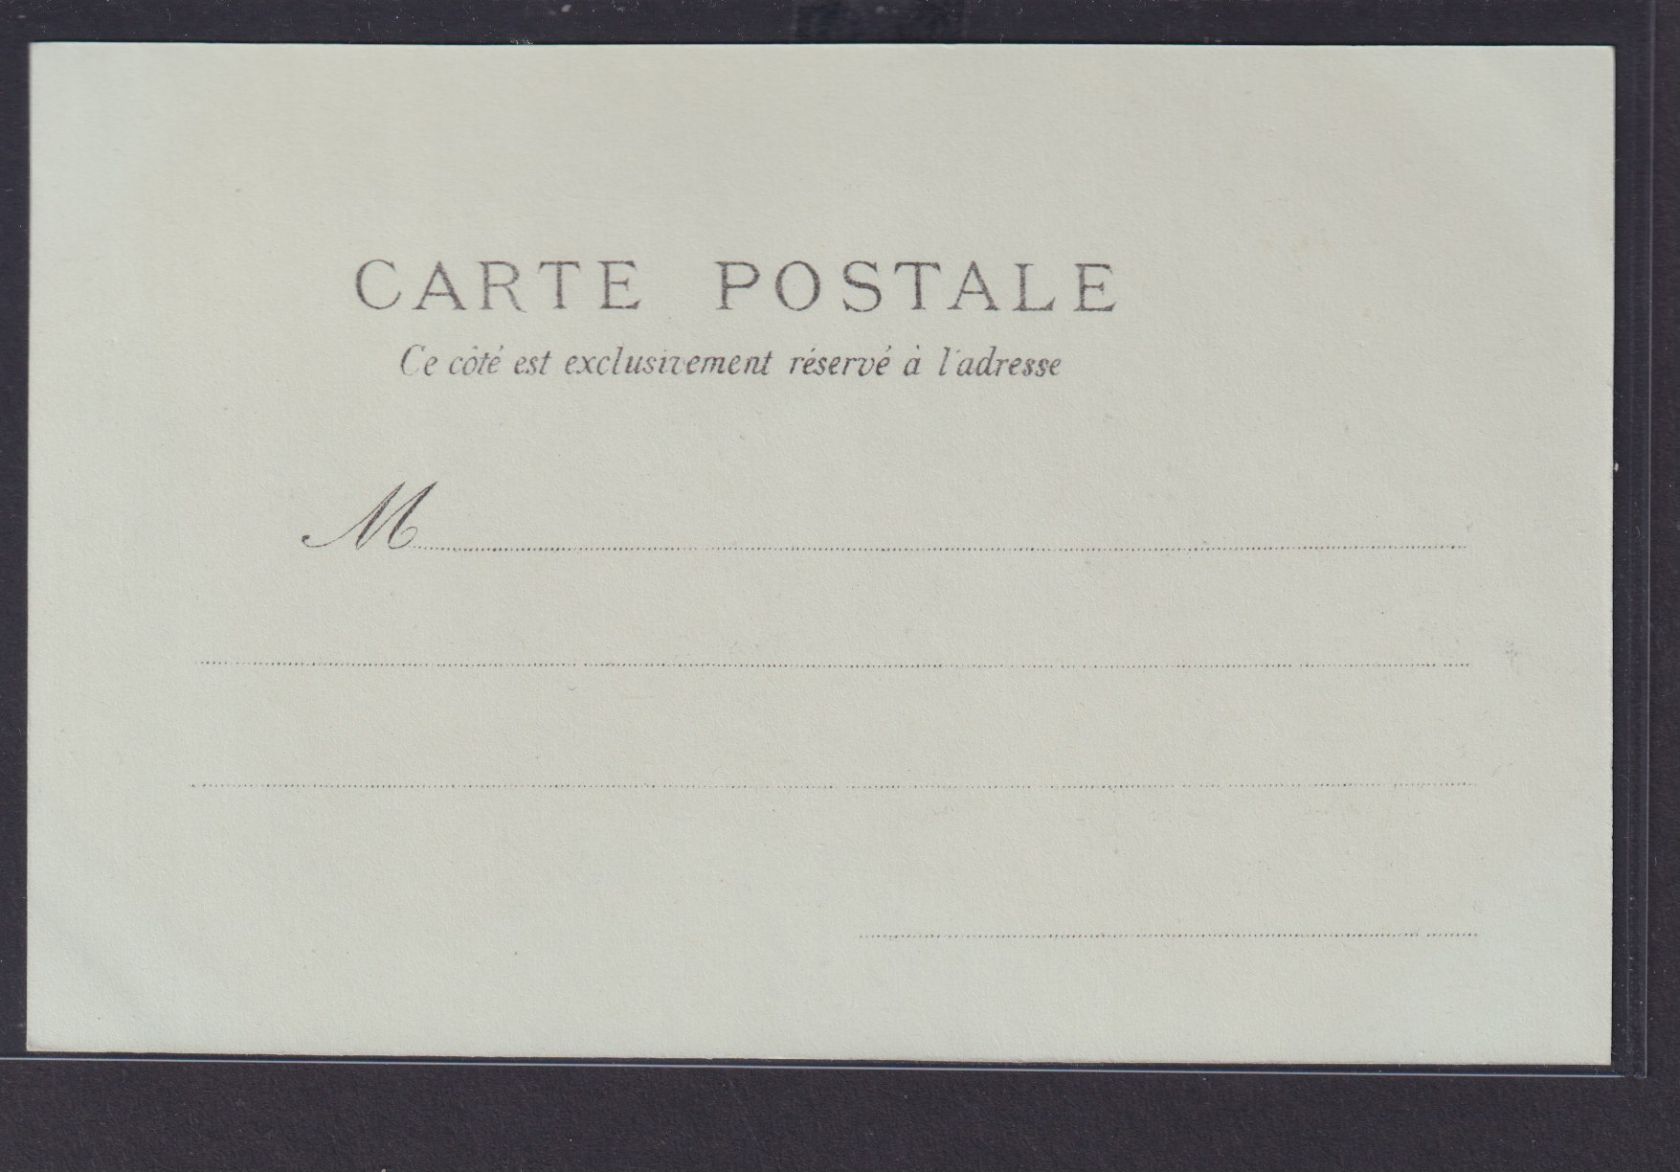 CARTE POSTALE
Ce côté est exclusivement réservé à l'adresse
M